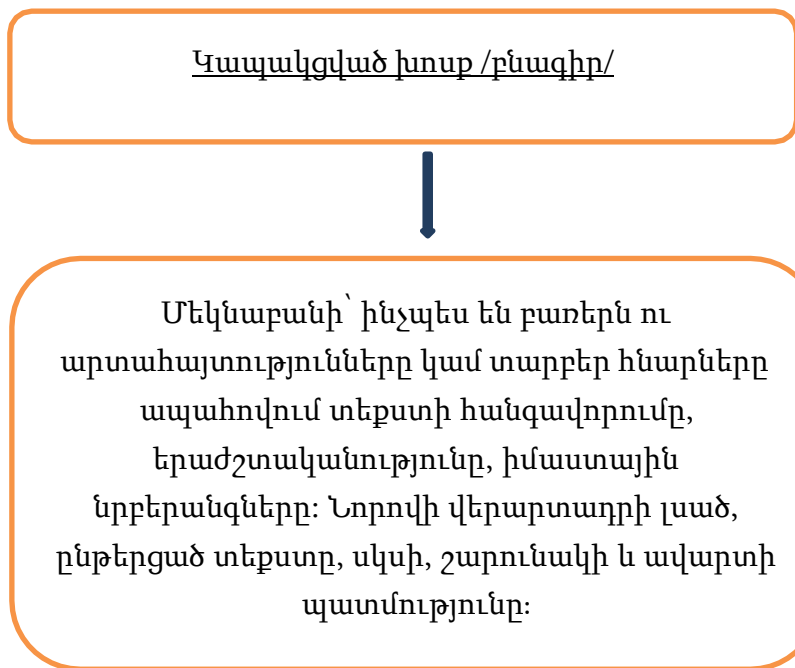 Կապակցված խոսք /բնագիր/
Մեկնաբանի՝ ինչպես են բառերն ու
արտահայտությունները կամ տարբեր հնարները
ապահովում տեքստի հանգավորումը,
երաժշտականությունը, իմաստային
նրբերանգները: Նորովի վերարտադրի լսած,
ընթերցած տեքստը, սկսի, շարունակի և ավարտի
պատմությունը: